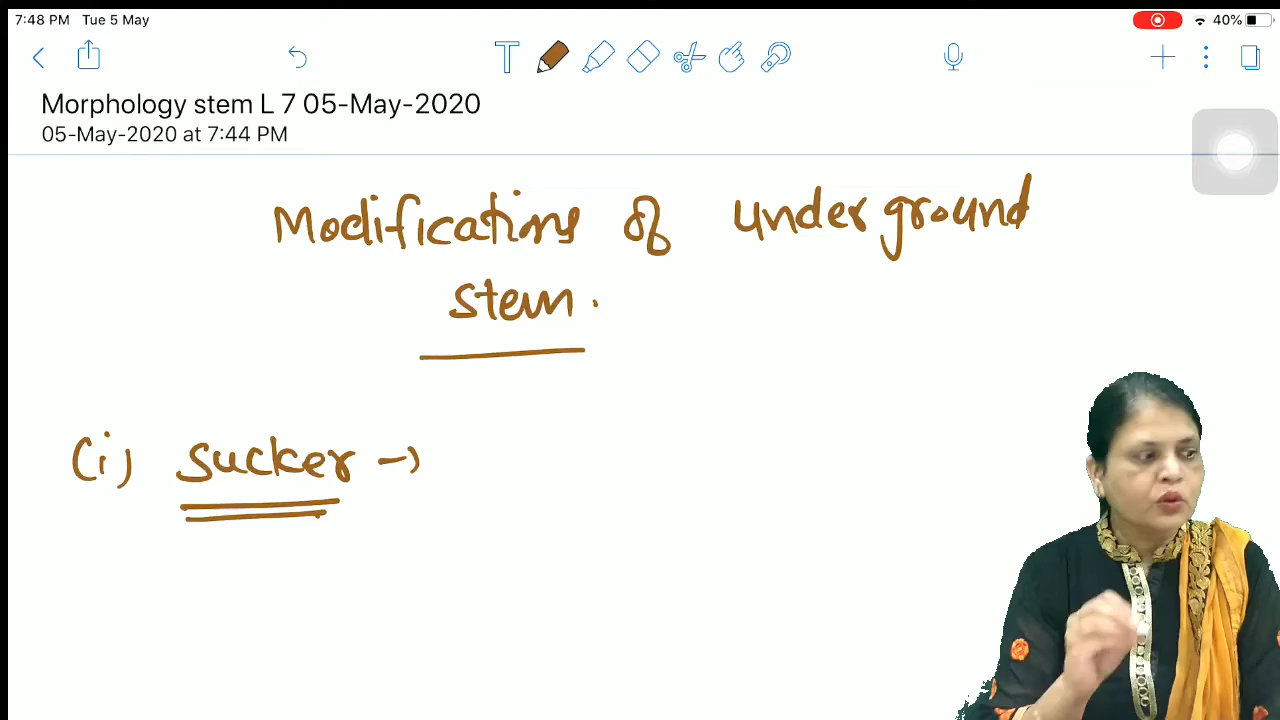 7:48 PM Tue 5 May
40%
T
Morphology stem L 7 05-May-2020
05-May-2020 at 7:44 PM
Modifications of underground
stem.
(i) sucker →